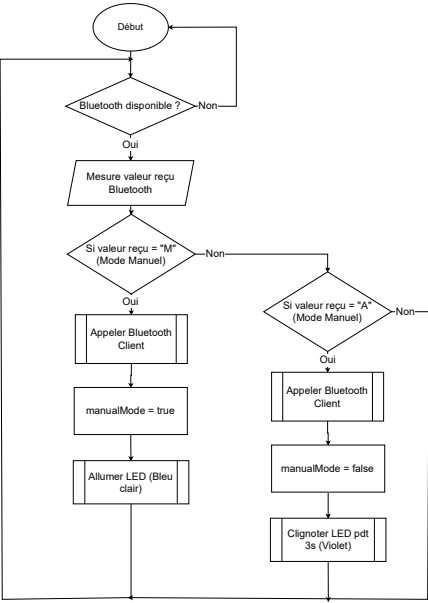 Début
Bluetooth disponible ?
Non
Oui
Mesure valeur reçu
Bluetooth
Si valeur reçu = "M"
(Mode Manuel)
Non
Oui
Si valeur reçu = "A"
(Mode Manuel)
Non
Oui
Appeler Bluetooth
Client
manualMode = true
Allumer LED (Bleu
clair)
Appeler Bluetooth
Client
manualMode = false
Clignoter LED pdt
3s (Violet)